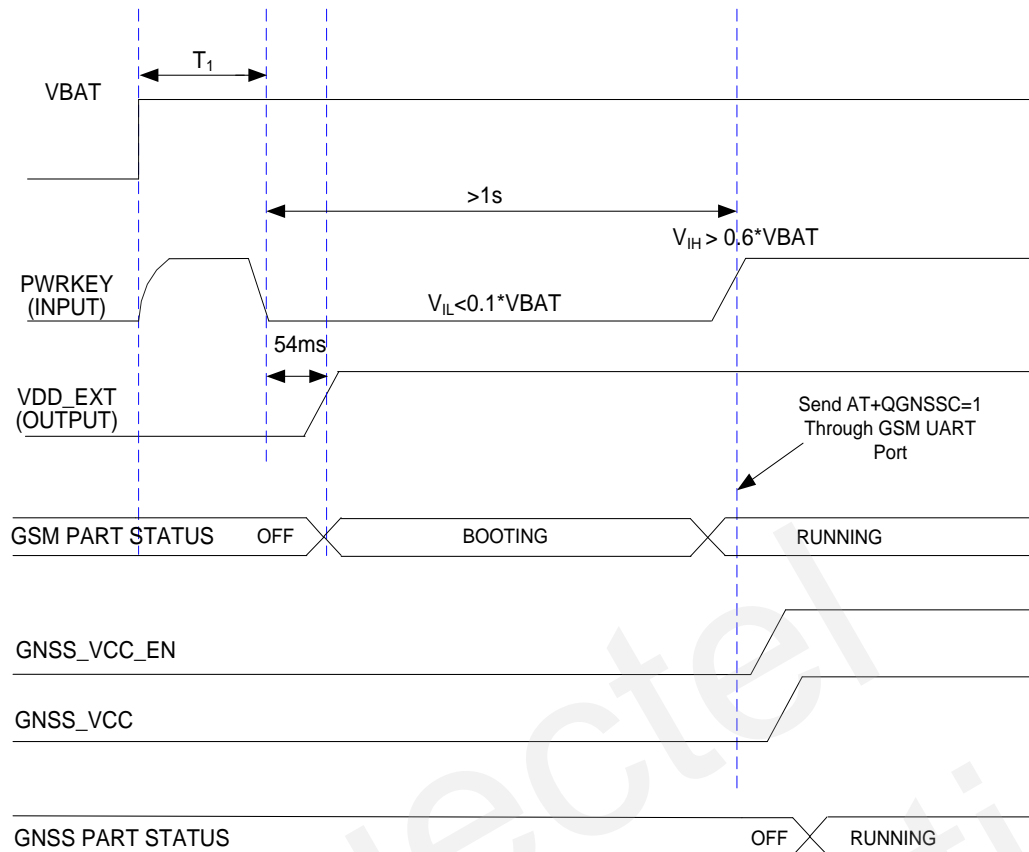 T1
VBAT
>1s
VIH > 0.6*VBAT
PWRKEY
(INPUT)
VIL<0.1*VBAT
54ms
VDD_EXT
(OUTPUT)
Send AT+QGNSSC=1
Through GSM UART
Port
GSM PART STATUS OFF BOOTING RUNNING
GNSS_VCC_EN
GNSS_VCC
GNSS PART STATUS OFF RUNNING